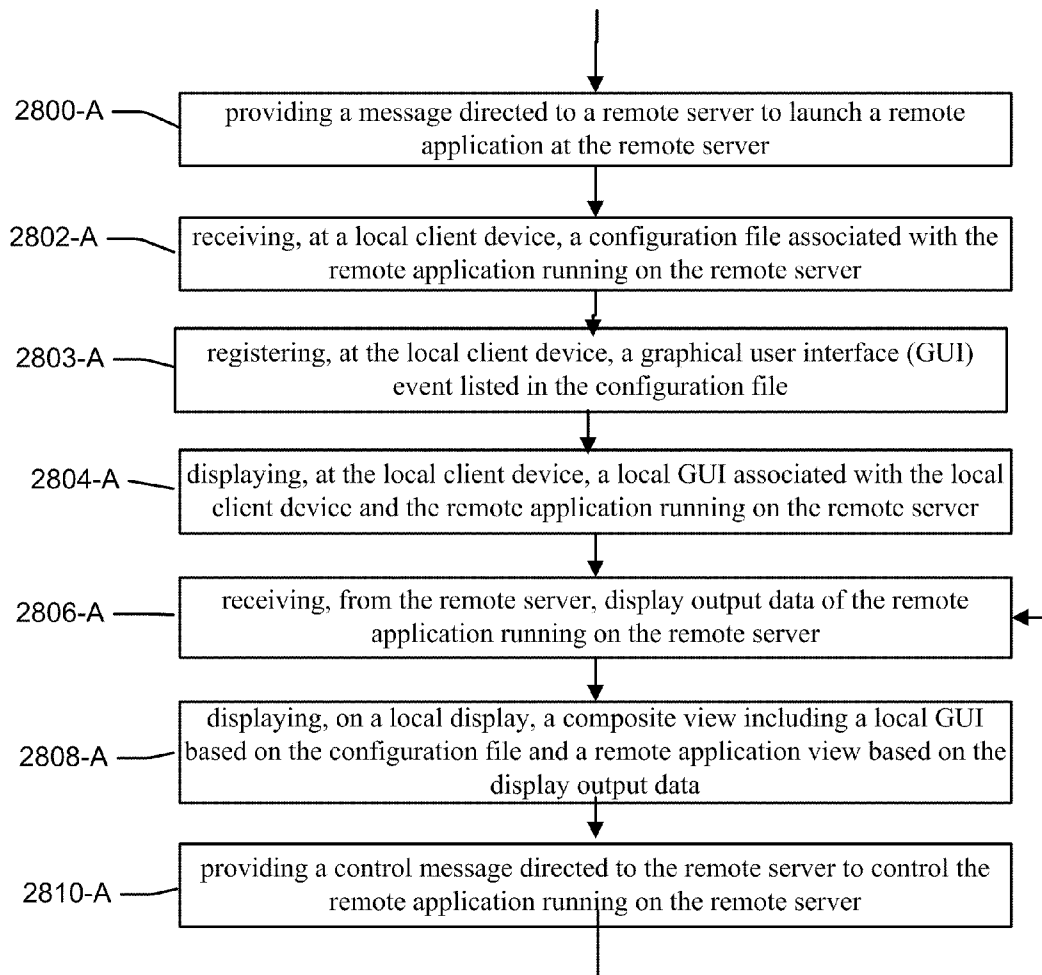 2800-A
providing a message directed to a remote server to launch a remote
application at the remote server
2802-A
receiving, at a local client device, a configuration file associated with the
remote application running on the remote server
2803-A
registering, at the local client device, a graphical user interface (GUI)
event listed in the configuration file
2804-A
displaying, at the local client device, a local GUI associated with the local
client device and the remote application running on the remote server
2806-A
receiving, from the remote server, display output data of the remote
application running on the remote server
2808-A
displaying, on a local display, a composite view including a local GUI
based on the configuration file and a remote application view based on the
display output data
2810-A
providing a control message directed to the remote server to control the
remote application running on the remote server